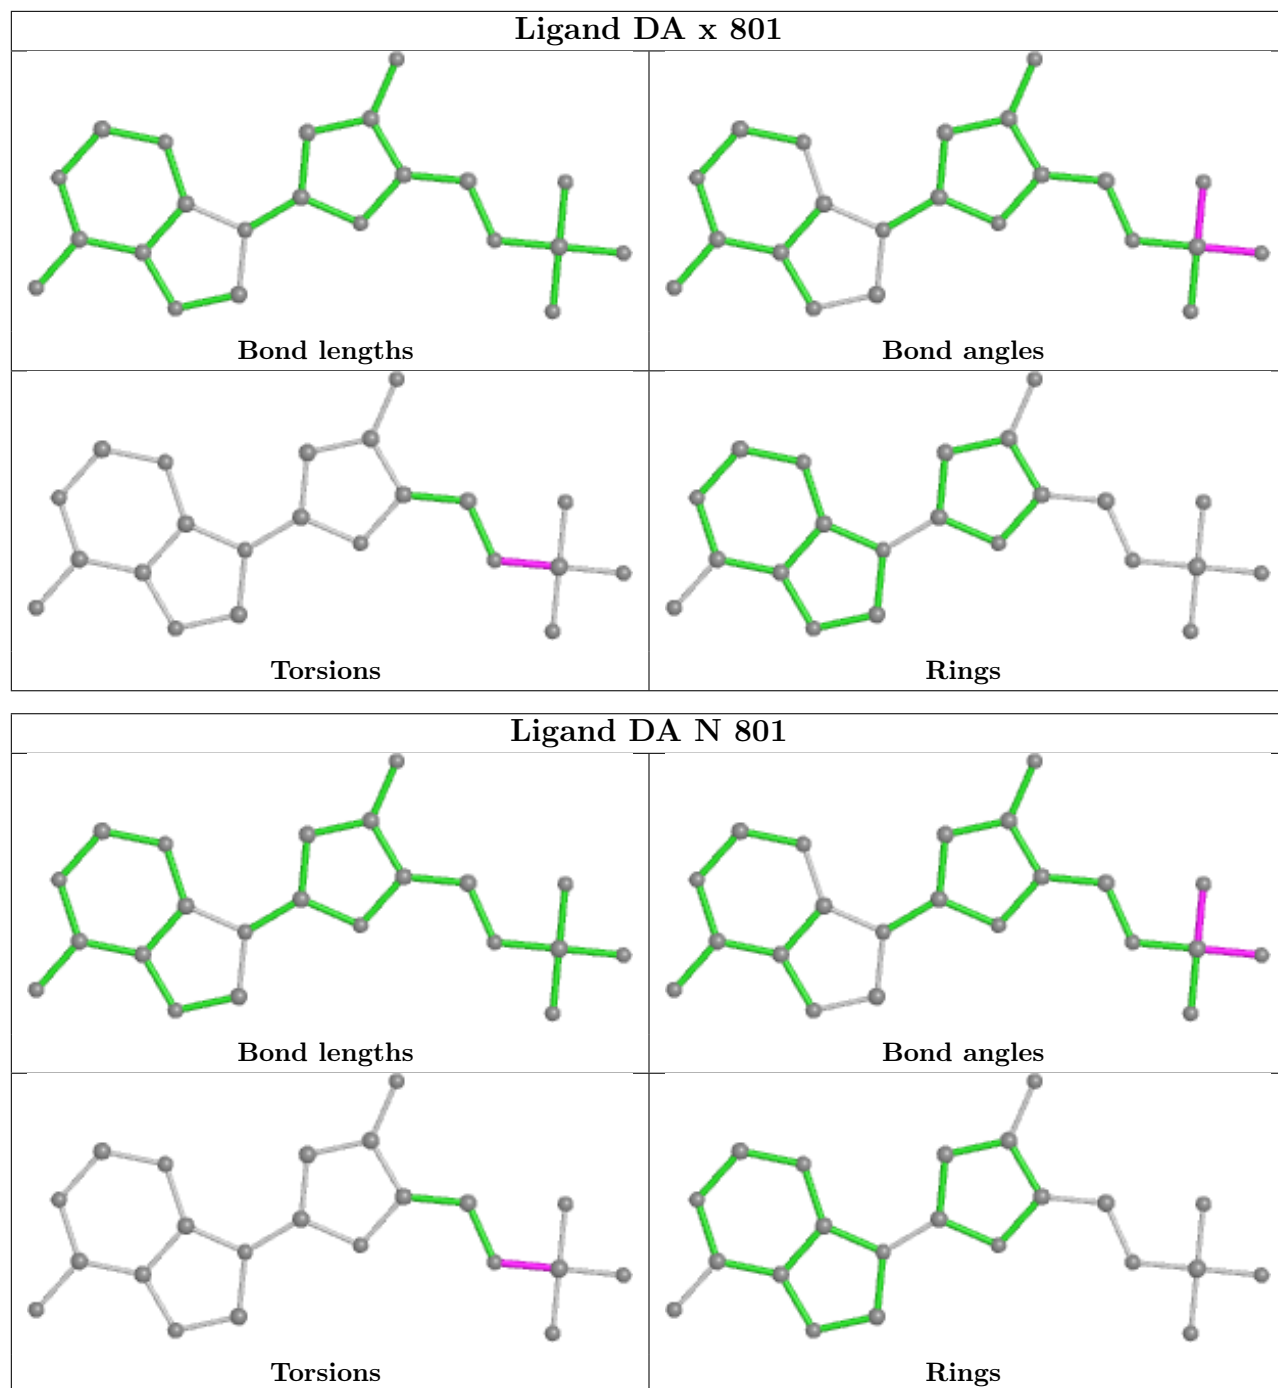 Ligand DA x 801
Bond lengths
Bond angles
Torsions
Rings
Ligand DA N 801
Bond lengths
Bond angles
Torsions
Rings